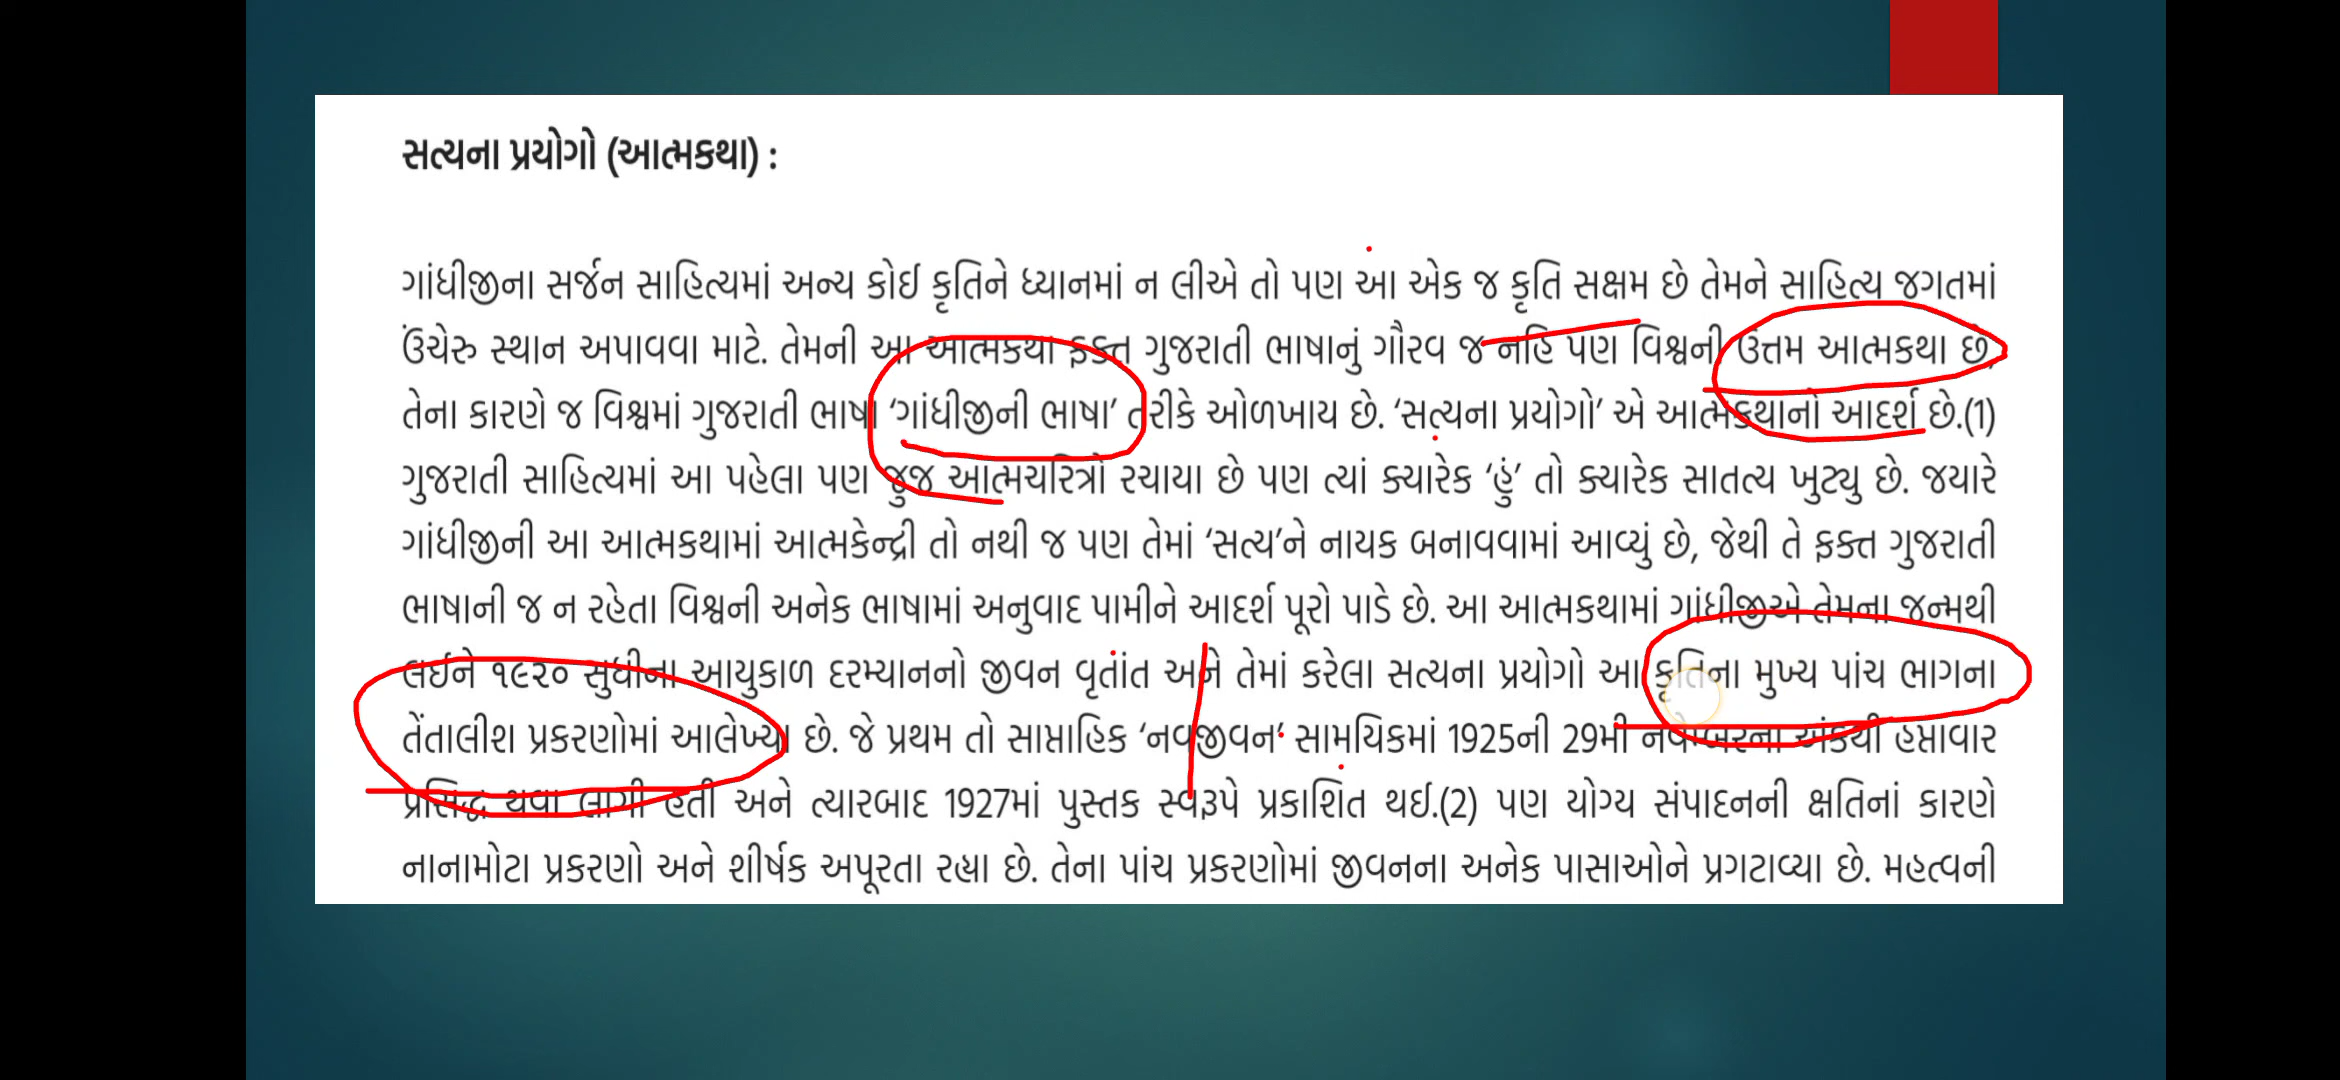 સત્યના પ્રયોગો (આત્મકથા) :
ગાંધીજીના સર્જન સાહિત્યમાં અન્ય કોઈ કૃતિને ધ્યાનમાં ન લીએ તો પણ આ એક જ કૃતિ સક્ષમ છે તેમને સાહિત્ય જગતમાં
ઉંચેરુ સ્થાન અપાવવા માટે. તેમની આ આત્મકથા ફક્ત ગુજરાતી ભાષાનું ગૌરવ જ નહિ પણ વિશ્વની ઉત્તમ આત્મકથા છે,
તેના કારણે જ વિશ્વમાં ગુજરાતી ભાષા ‘ગાંધીજીની ભાષા’ તરીકે ઓળખાય છે. ‘સત્યના પ્રયોગો’ એ આત્મકથાનો આદર્શ છે.(1)
ગુજરાતી સાહિત્યમાં આ પહેલા પણ જુજ આત્મચરિત્રો રચાયા છે પણ ત્યાં ક્યારેક ‘હું’ તો ક્યારેક સાતત્ય ખુટ્યુ છે. જયારે
ગાંધીજીની આ આત્મકથામાં આત્મકેન્દ્રી તો નથી જ પણ તેમાં ‘સત્ય’ને નાયક બનાવવામાં આવ્યું છે, જેથી તે ફક્ત ગુજરાતી
ભાષાની જ ન રહેતા વિશ્વની અનેક ભાષામાં અનુવાદ પામીને આદર્શ પૂરો પાડે છે. આ આત્મકથામાં ગાંધીજીએ તેમના જન્મથી
લઈને ૧૯૨૦ સુધીના આયુકાળ દરમ્યાનનો જીવન વૃતાંત અને તેમાં કરેલા સત્યના પ્રયોગો આ કૃતિના મુખ્ય પાંચ ભાગના
તેંતાલીશ પ્રકરણોમાં આલેખ્યા છે. જે પ્રથમ તો સાપ્તાહિક ‘નવજીવન‘ સામયિકમાં 1925ની 29મી નવેમ્બરના અંકથી હપ્તાવાર
પ્રસિદ્ધ થવા લાગી હતી અને ત્યારબાદ 1927માં પુસ્તક સ્વરૂપે પ્રકાશિત થઈ.(2) પણ યોગ્ય સંપાદનની ક્ષતિનાં કારણે
નાનામોટા પ્રકરણો અને શીર્ષક અપૂરતા રહ્યા છે. તેના પાંચ પ્રકરણોમાં જીવનના અનેક પાસાઓને પ્રગટાવ્યા છે. મહત્વની